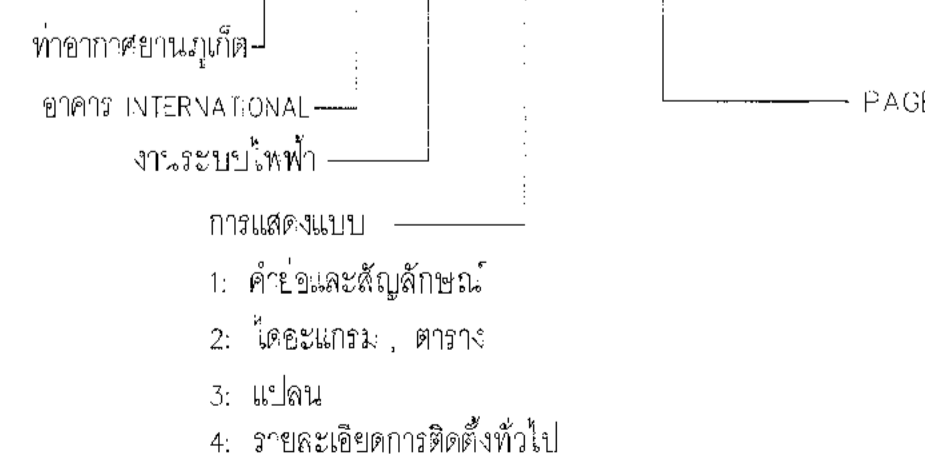 ท่าอากาศยานภูเก็ต
อาคาร INTERNATIONAL
PAGE
งานระบบไฟฟ้า
การแสดงแบบ
1: คำย่อและสัญลักษณ์
2: ไดอะแกรม , ตาราง
3: แปลน
4: รายละเอียดการติดตั้งทั่วไป